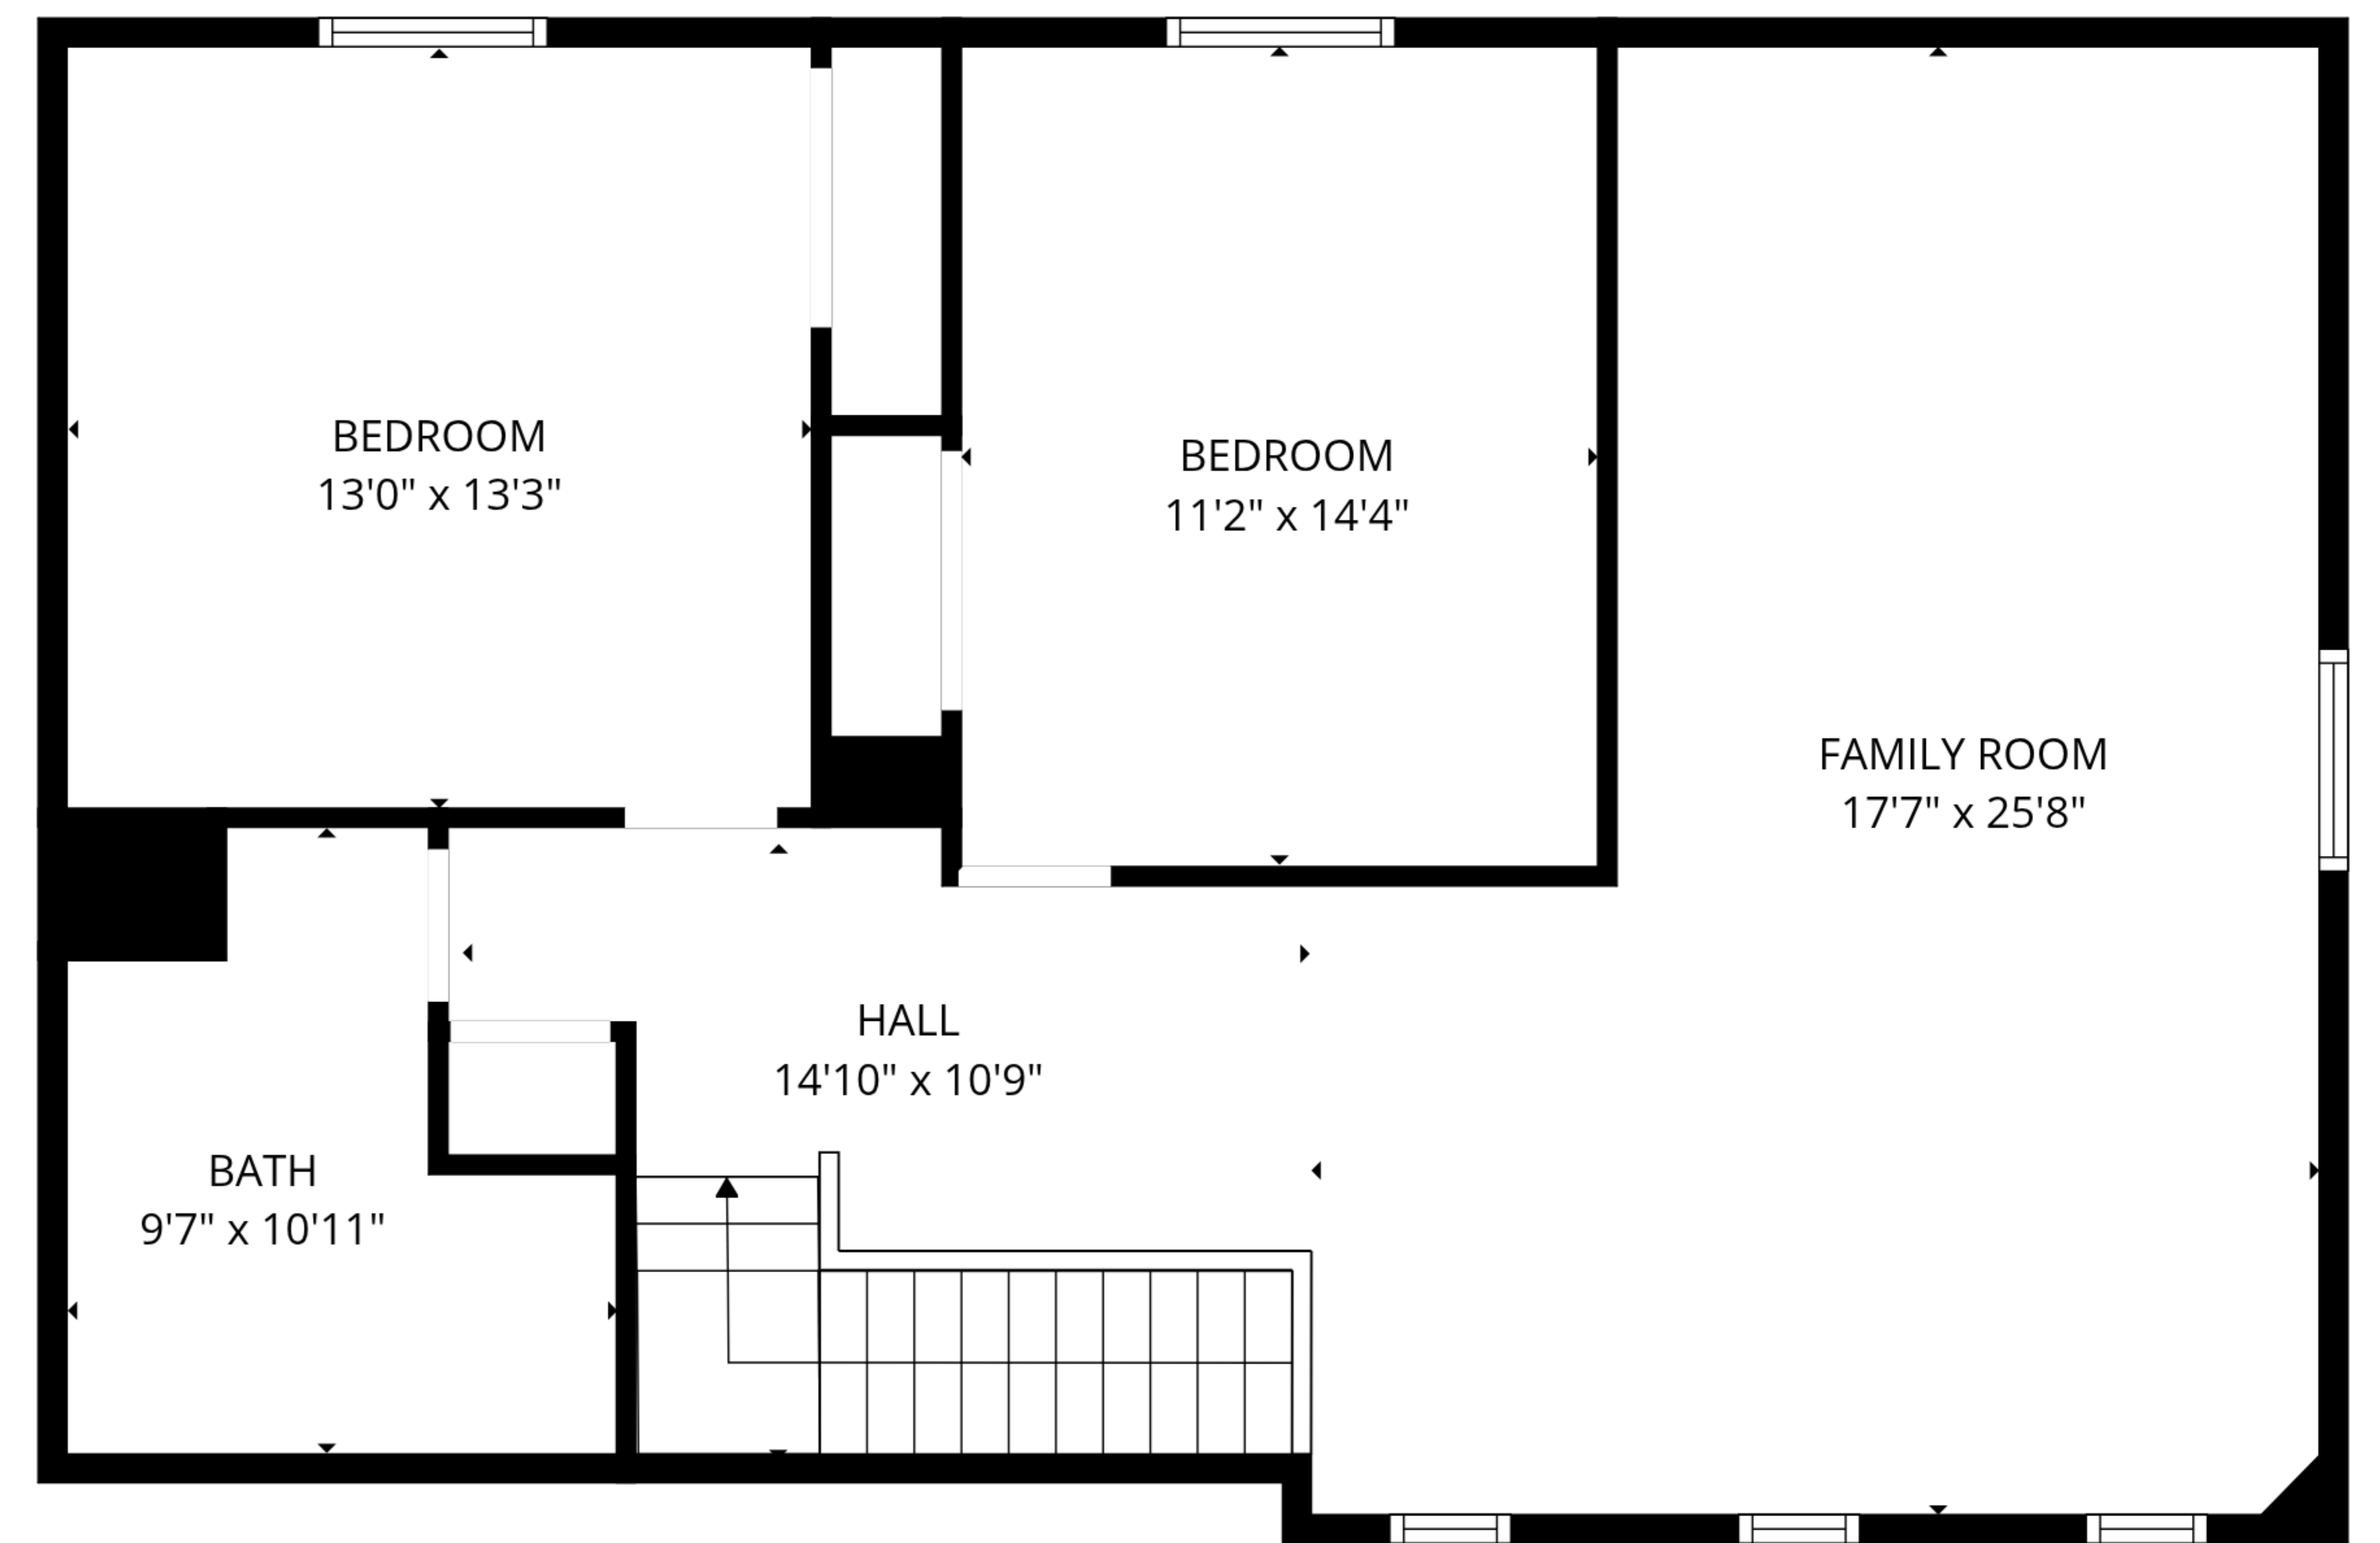 BEDROOM
13'0" x 13'3"
BEDROOM
11'2" x 14'4"
FAMILY ROOM
17'7" x 25'8"
HALL
14'10" x 10'9"
BATH
9'7" x 10'11"